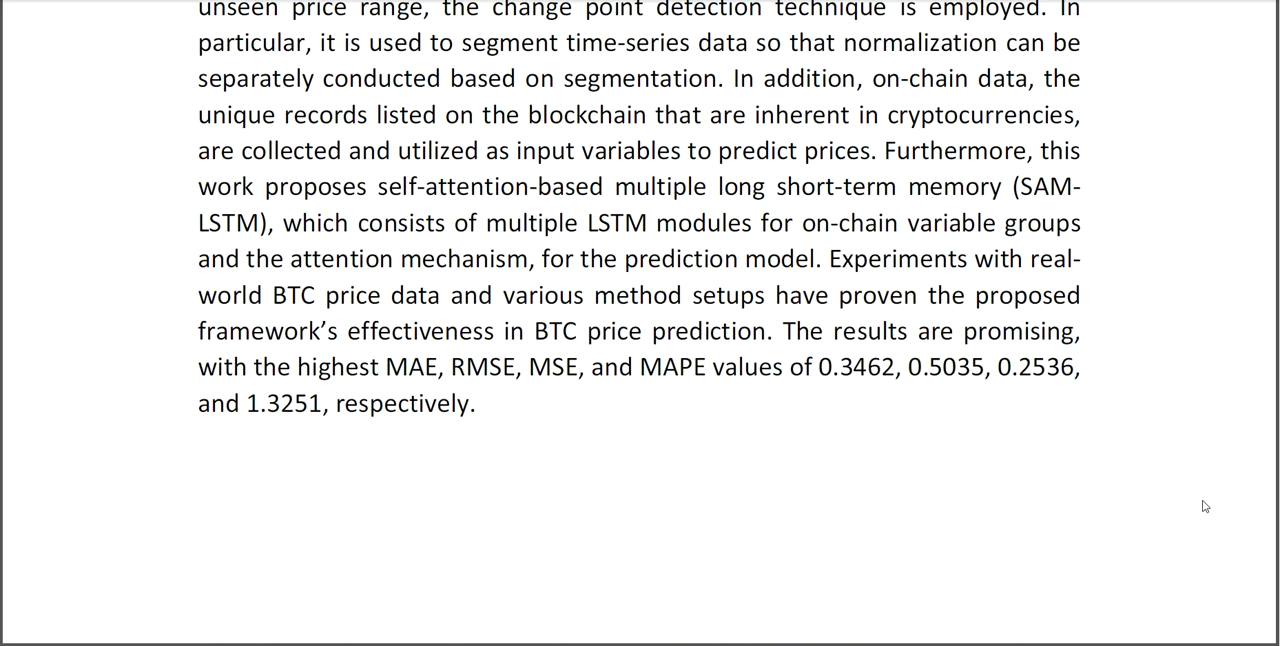 unseen price range, the change point detection technique is employed. In
particular, it is used to segment time-series data so that normalization can be
separately conducted based on segmentation. In addition, on-chain data, the
unique records listed on the blockchain that are inherent in cryptocurrencies,
are collected and utilized as input variables to predict prices. Furthermore, this
work proposes self-attention-based multiple long short-term memory (SAM-
LSTM), which consists of multiple LSTM modules for on-chain variable groups
and the attention mechanism, for the prediction model. Experiments with real-
world BTC price data and various method setups have proven the proposed
framework’s effectiveness in BTC price prediction. The results are promising,
with the highest MAE, RMSE, MSE, and MAPE values of 0.3462, 0.5035, 0.2536,
and 1.3251, respectively.